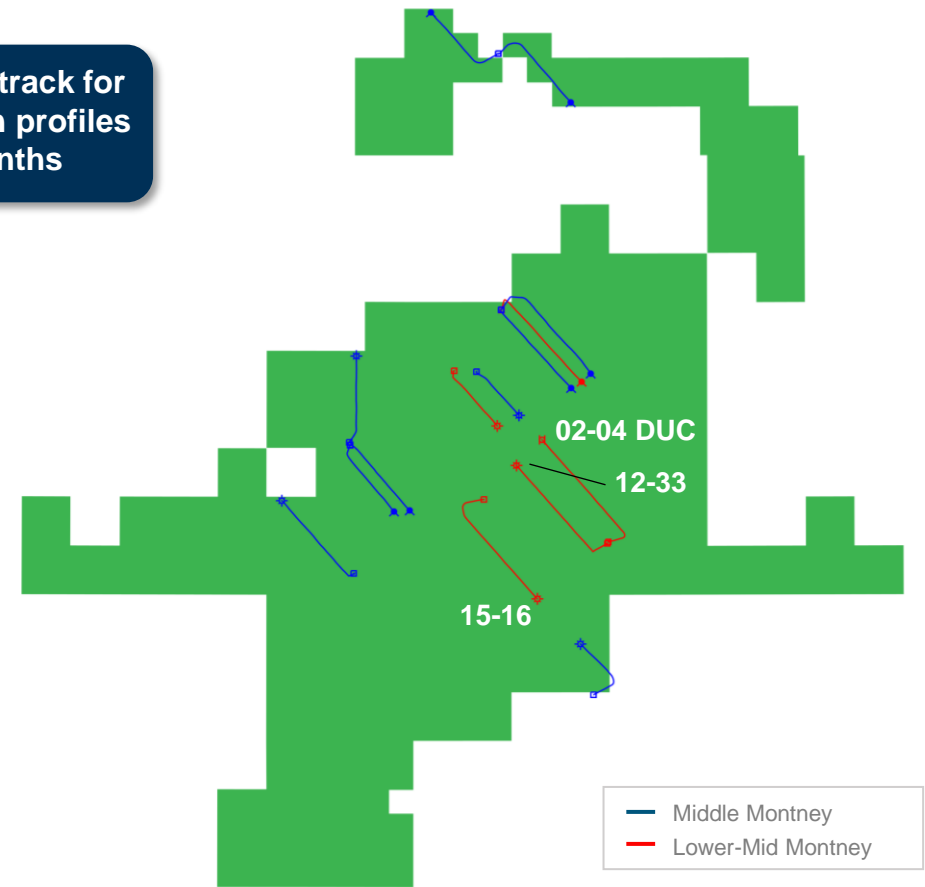 track for
profiles
nths
02-04 DUC
12-33
15-16
Middle Montney
Lower-Mid Montney